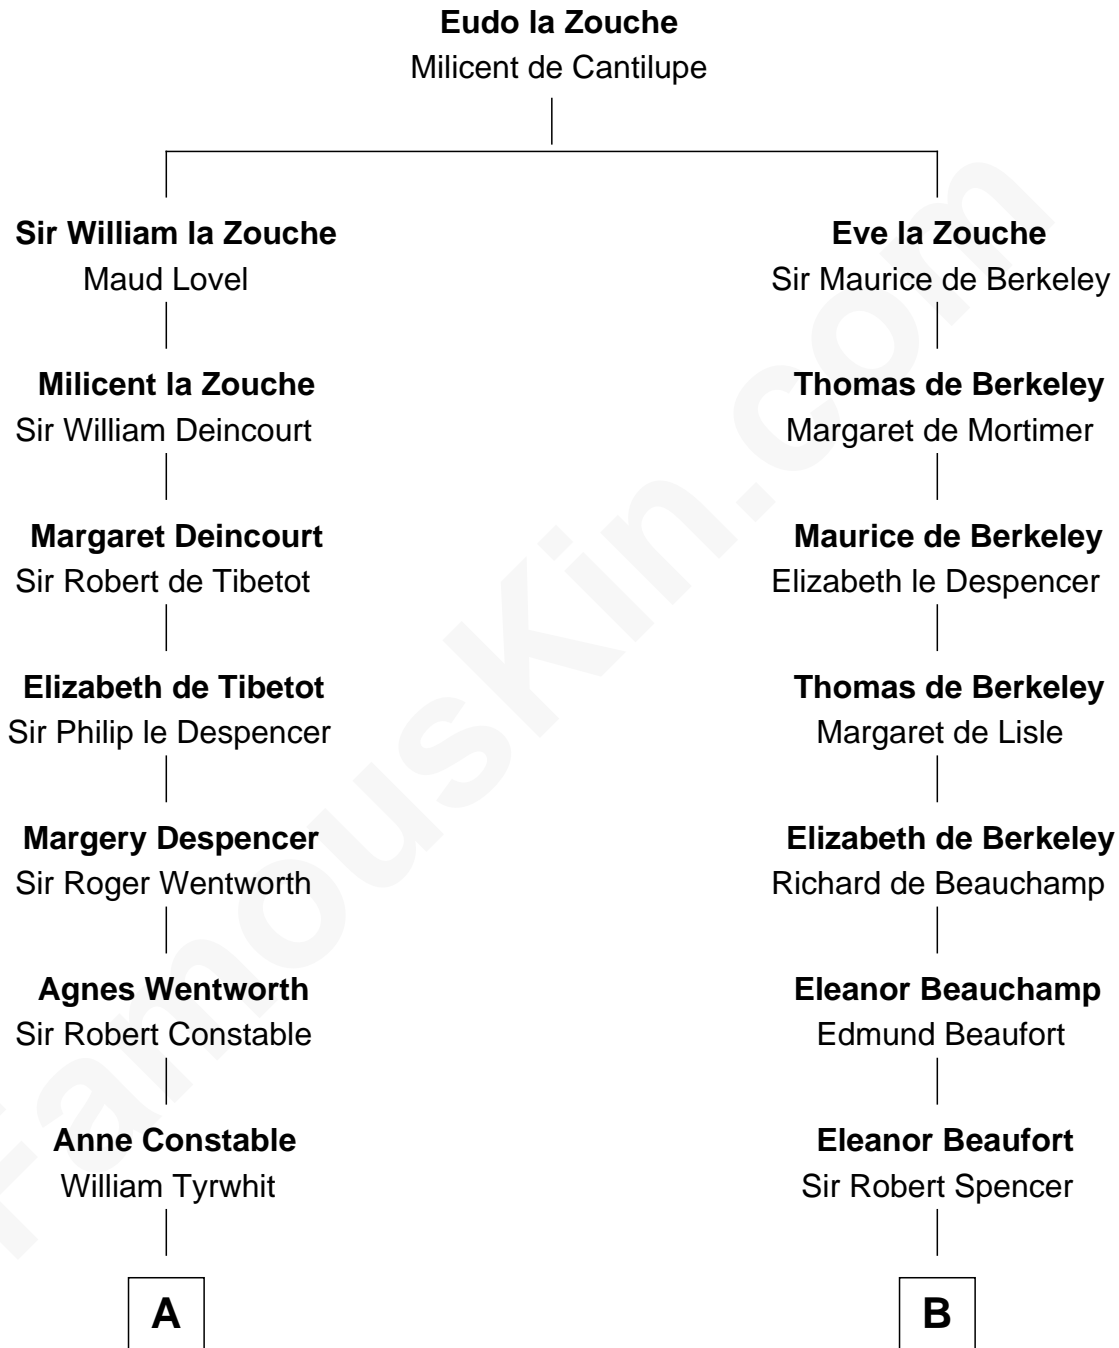 Eudo la Zouche
Milicent de Cantilupe
Sir William la Zouche
Maud Lovel
Eve la Zouche
Sir Maurice de Berkeley
Milicent la Zouche
Sir William Deincourt
Thomas de Berkeley
Margaret de Mortimer
Margaret Deincourt
Sir Robert de Tibetot
Maurice de Berkeley
Elizabeth le Despencer
Elizabeth de Tibetot
Sir Philip le Despencer
Thomas de Berkeley
Margaret de Lisle
Margery Despencer
Sir Roger Wentworth
Elizabeth de Berkeley
Richard de Beauchamp
Agnes Wentworth
Sir Robert Constable
Eleanor Beauchamp
Edmund Beaufort
Anne Constable
William Tyrwhit
Eleanor Beaufort
Sir Robert Spencer
A
B
FamousKin.com